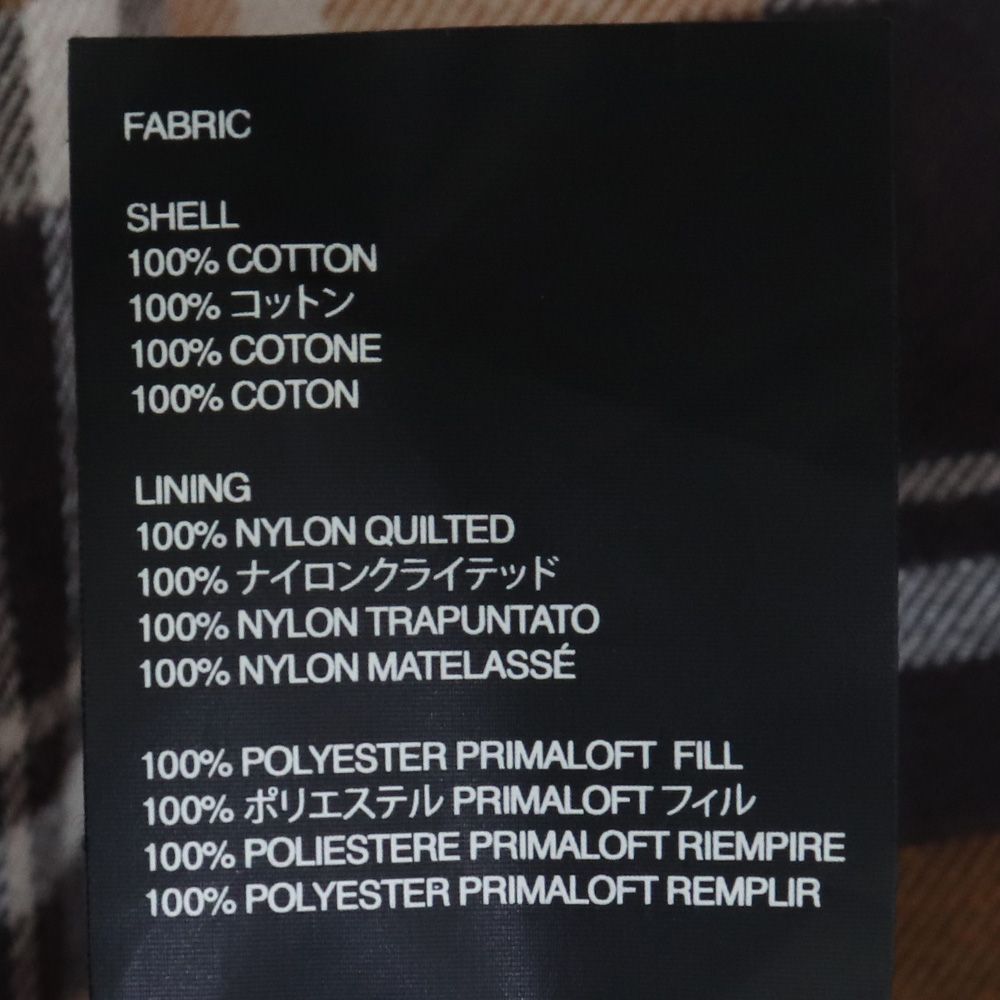 FABRIC
SHELL
100% COTTON
100% コットン
100% COTONE
100% COTON
LINING
100% NYLON QUILTED
100% ナイロンクライテッド
100% NYLON TRAPUNTATO
100% NYLON MATELASSÉ
100% POLYESTER PRIMALOFT FILL
100% ポリエステル PRIMALOFT フィル
100% POLIESTERE PRIMALOFT RIEMPIRE
100% POLYESTER PRIMALOFT REMPLIR